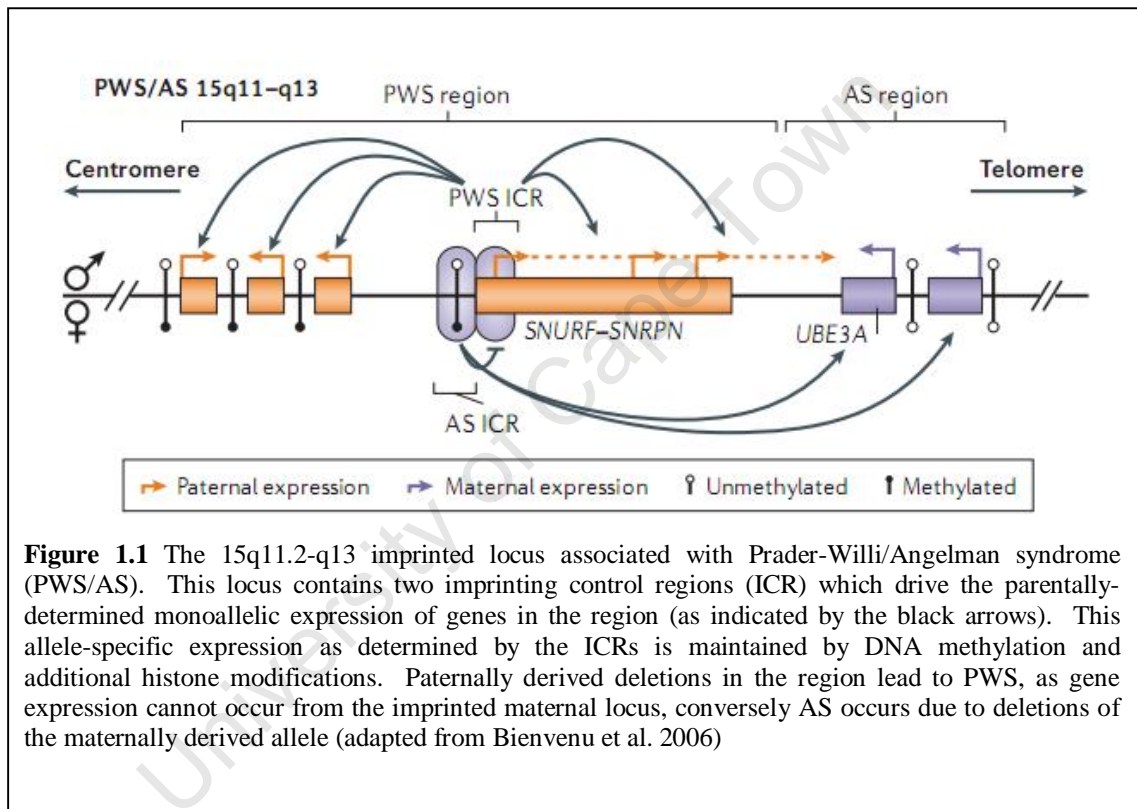 PWS/AS 15q11–q13
PWS region
AS region
Centromere
Telomere
PWS ICR
♂
♀
SNURF–SNRPN
UBE3A
AS ICR
Paternal expression
Maternal expression
Unmethylated
Methylated
Figure 1.1 The 15q11.2-q13 imprinted locus associated with Prader-Willi/Angelman syndrome
(PWS/AS). This locus contain two imprinting control regions (ICR) which drive the parentally-
determined monoallelic expression of genes in the region (as indicated by the black arrows). This
allele-specific expression as determined by the ICRs is maintained by DNA methylation and
additional histone modifications. Paternally derived deletions in the region lead to PWS, as gene
expression cannot occur from the imprinted maternal locus, conversely AS occurs due to deletions of
the maternally derived allele (adapted from Bienvenu et al. 2006)
University of Cape Town